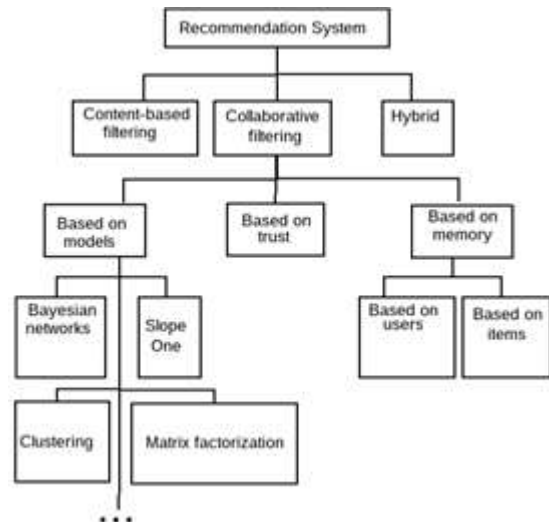 Recommendation System
Content-based
filtering
Collaborative
filtering
Hybrid
Based on
models
Based on
trust
Based on
memory
Bayesian
networks
Slope
One
Based on
users
Based on
items
Clustering
Matrix factorization
...